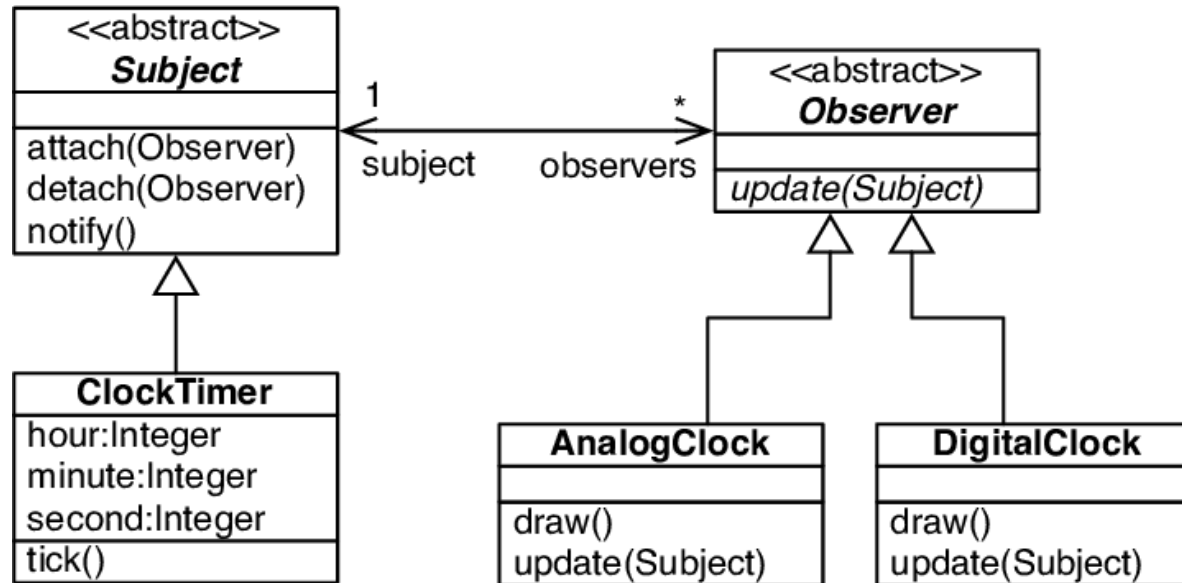 <<abstract>>
Subject
attach(Observer)
detach(Observer)
notify()
1
subject
*
observers
<<abstract>>
Observer
update(Subject)
ClockTimer
hour:Integer
minute:Integer
second:Integer
tick()
AnalogClock
draw()
update(Subject)
DigitalClock
draw()
update(Subject)